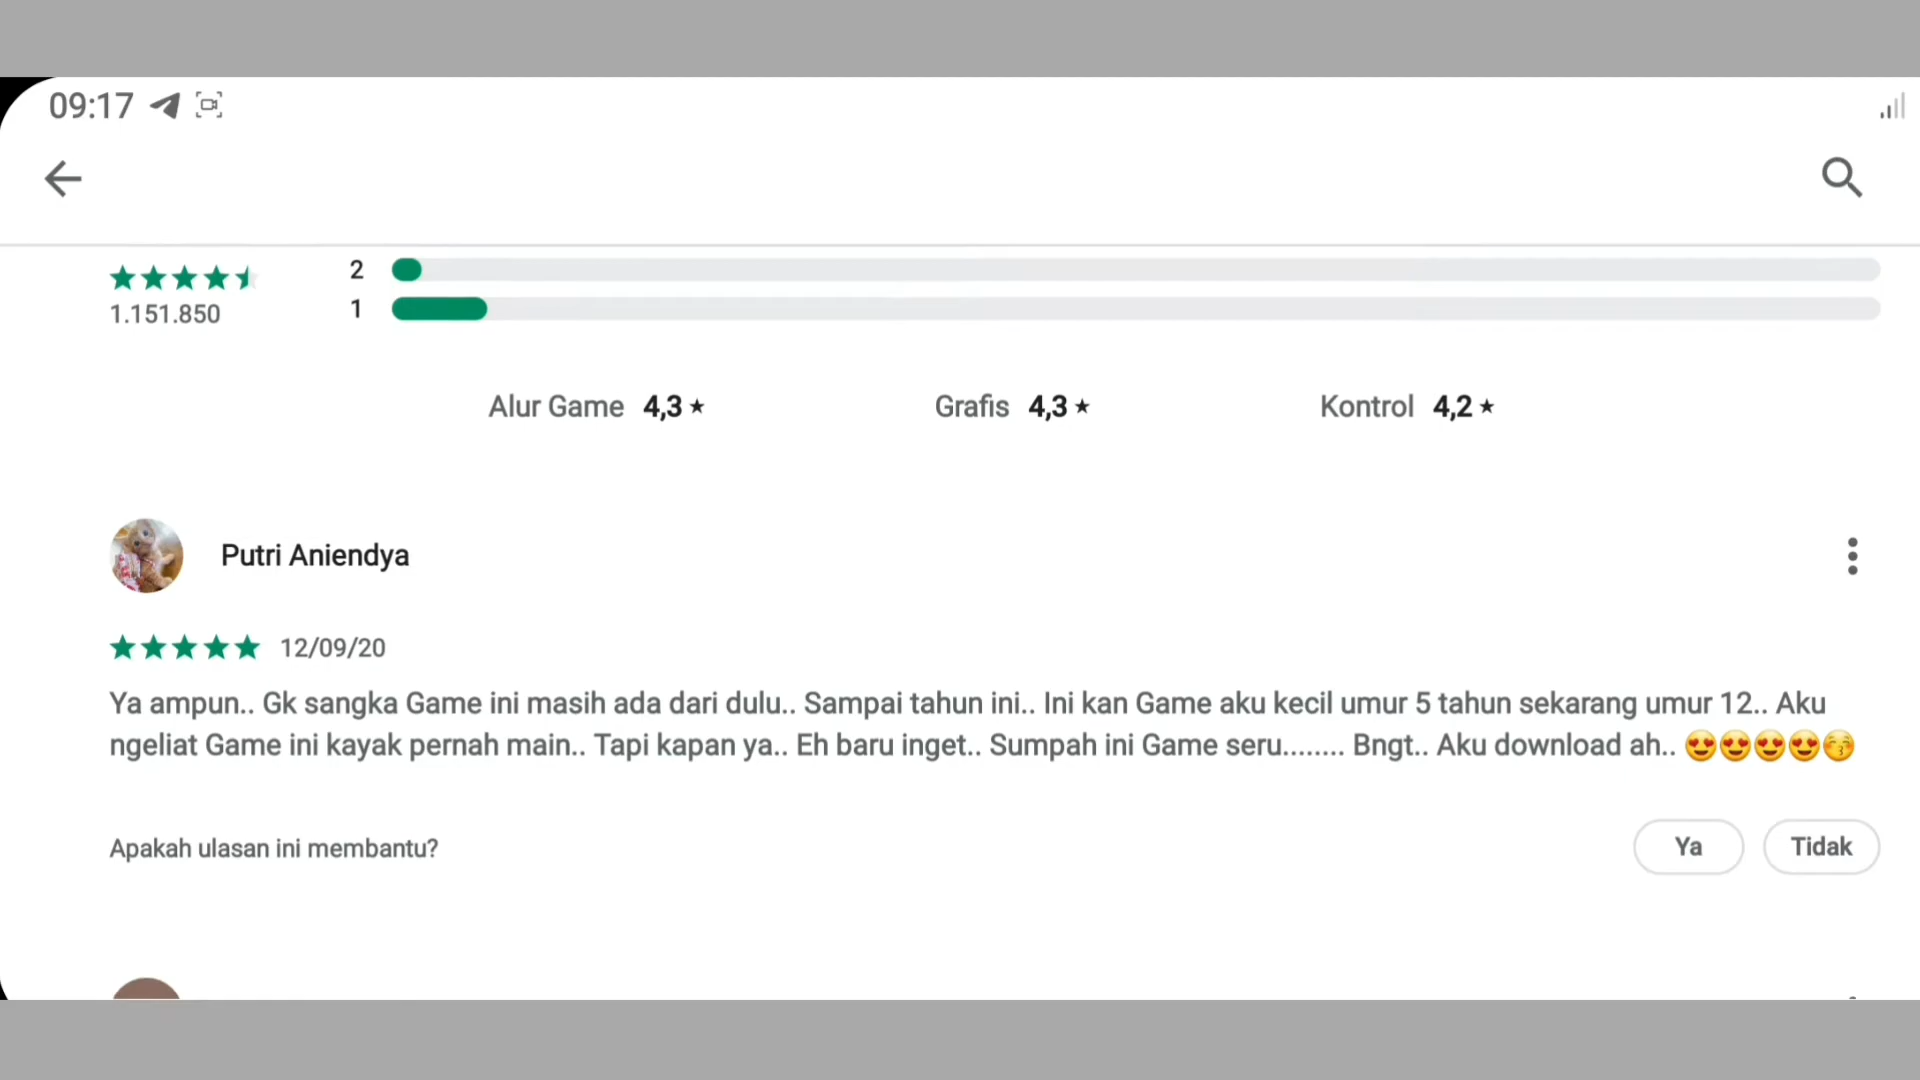 09:17
2
1.151.850
1
Alur Game 4,3 ★ Grafis 4,3 ★ Kontrol 4,2 ★
Putri Aniendya
12/09/20
Ya ampun.. Gk sangka Game ini masih ada dari dulu.. Sampai tahun ini.. Ini kan Game aku kecil umur 5 tahun sekarang umur 12.. Aku
ngeliat Game ini kayak pernah main.. Tapi kapan ya.. Eh baru inget.. Sumpah ini Game seru........ Bngt.. Aku download ah.. 😍😍😍😍😚
Apakah ulasan ini membantu? Ya Tidak